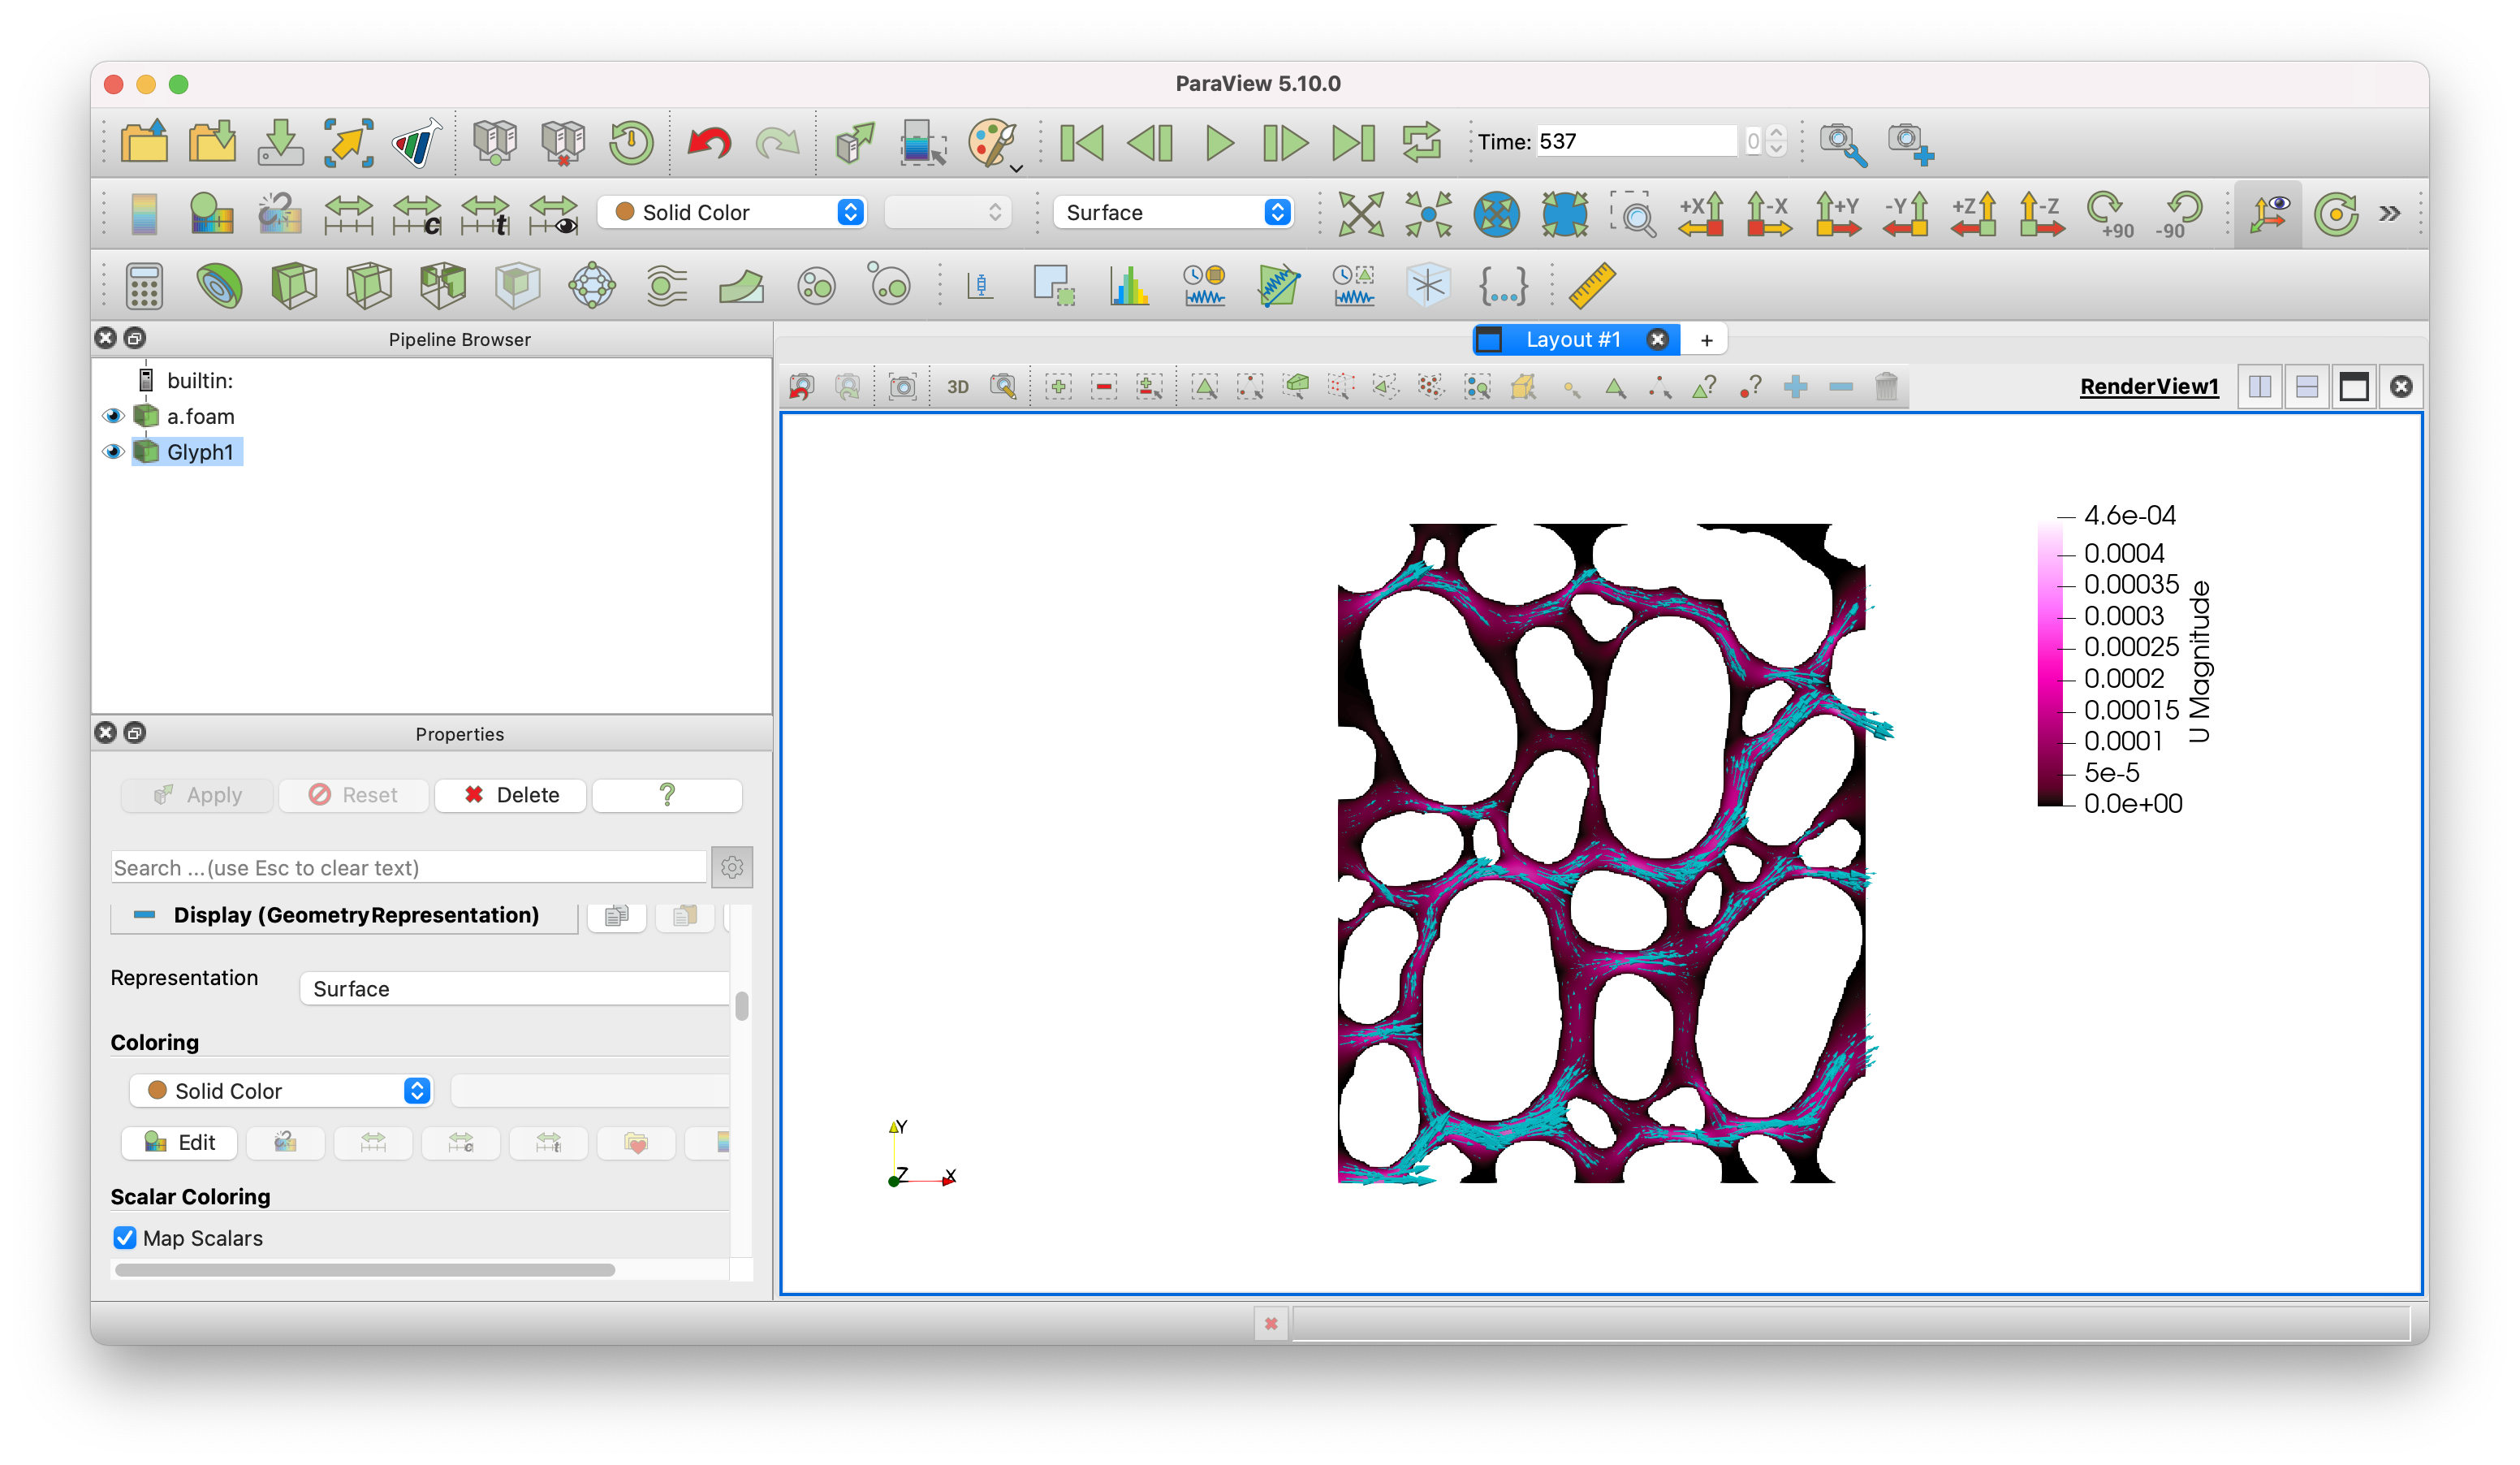 ParaView 5.10.0
Time: 537
0
c
t
Solid Color
Surface
+X
-X
+Y
-Y
+Z
-Z
+90
-90
»
{...}
Pipeline Browser
Layout #1
+
builtin:
a.foam
Glyph1
3D
?
?
RenderView1
4.6e-04
0.0004
0.00035
0.0003
0.00025
0.0002
0.00015
0.0001
5e-5
0.0e+00
U Magnitude
Properties
Apply
Reset
Delete
?
Search ...(use Esc to clear text)
Display (GeometryRepresentation)
Representation
Surface
Coloring
Solid Color
Edit
c
t
Scalar Coloring
Map Scalars
Y
Z
X